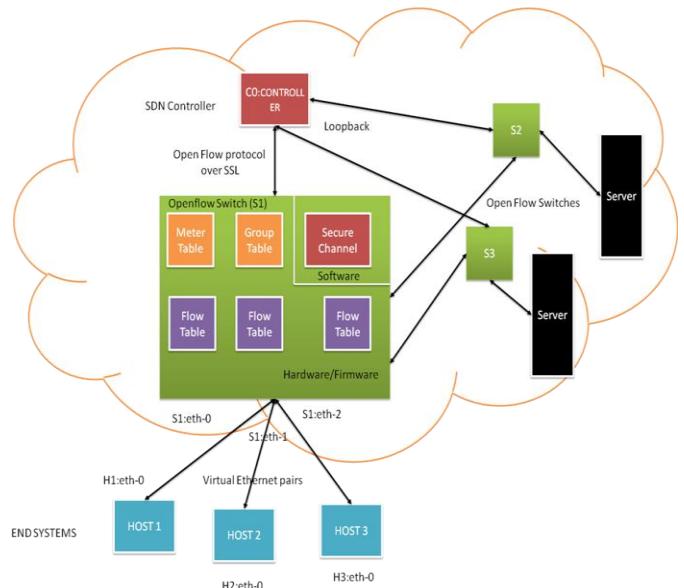 C0:CONTROLL
ER
SDN Controller
Loopback
S2
Open Flow protocol
over SSL
Server
Openflow Switch (S1)
Open Flow Switches
Meter
Table
Group
Table
Secure
Channel
Software
S3
Server
Flow
Table
Flow
Table
Flow
Table
Hardware/Firmware
S1:eth-0
S1:eth-2
S1:eth-1
H1:eth-0
Virtual Ethernet pairs
END SYSTEMS
HOST 1
HOST 2
HOST 3
H2:eth-0
H3:eth-0